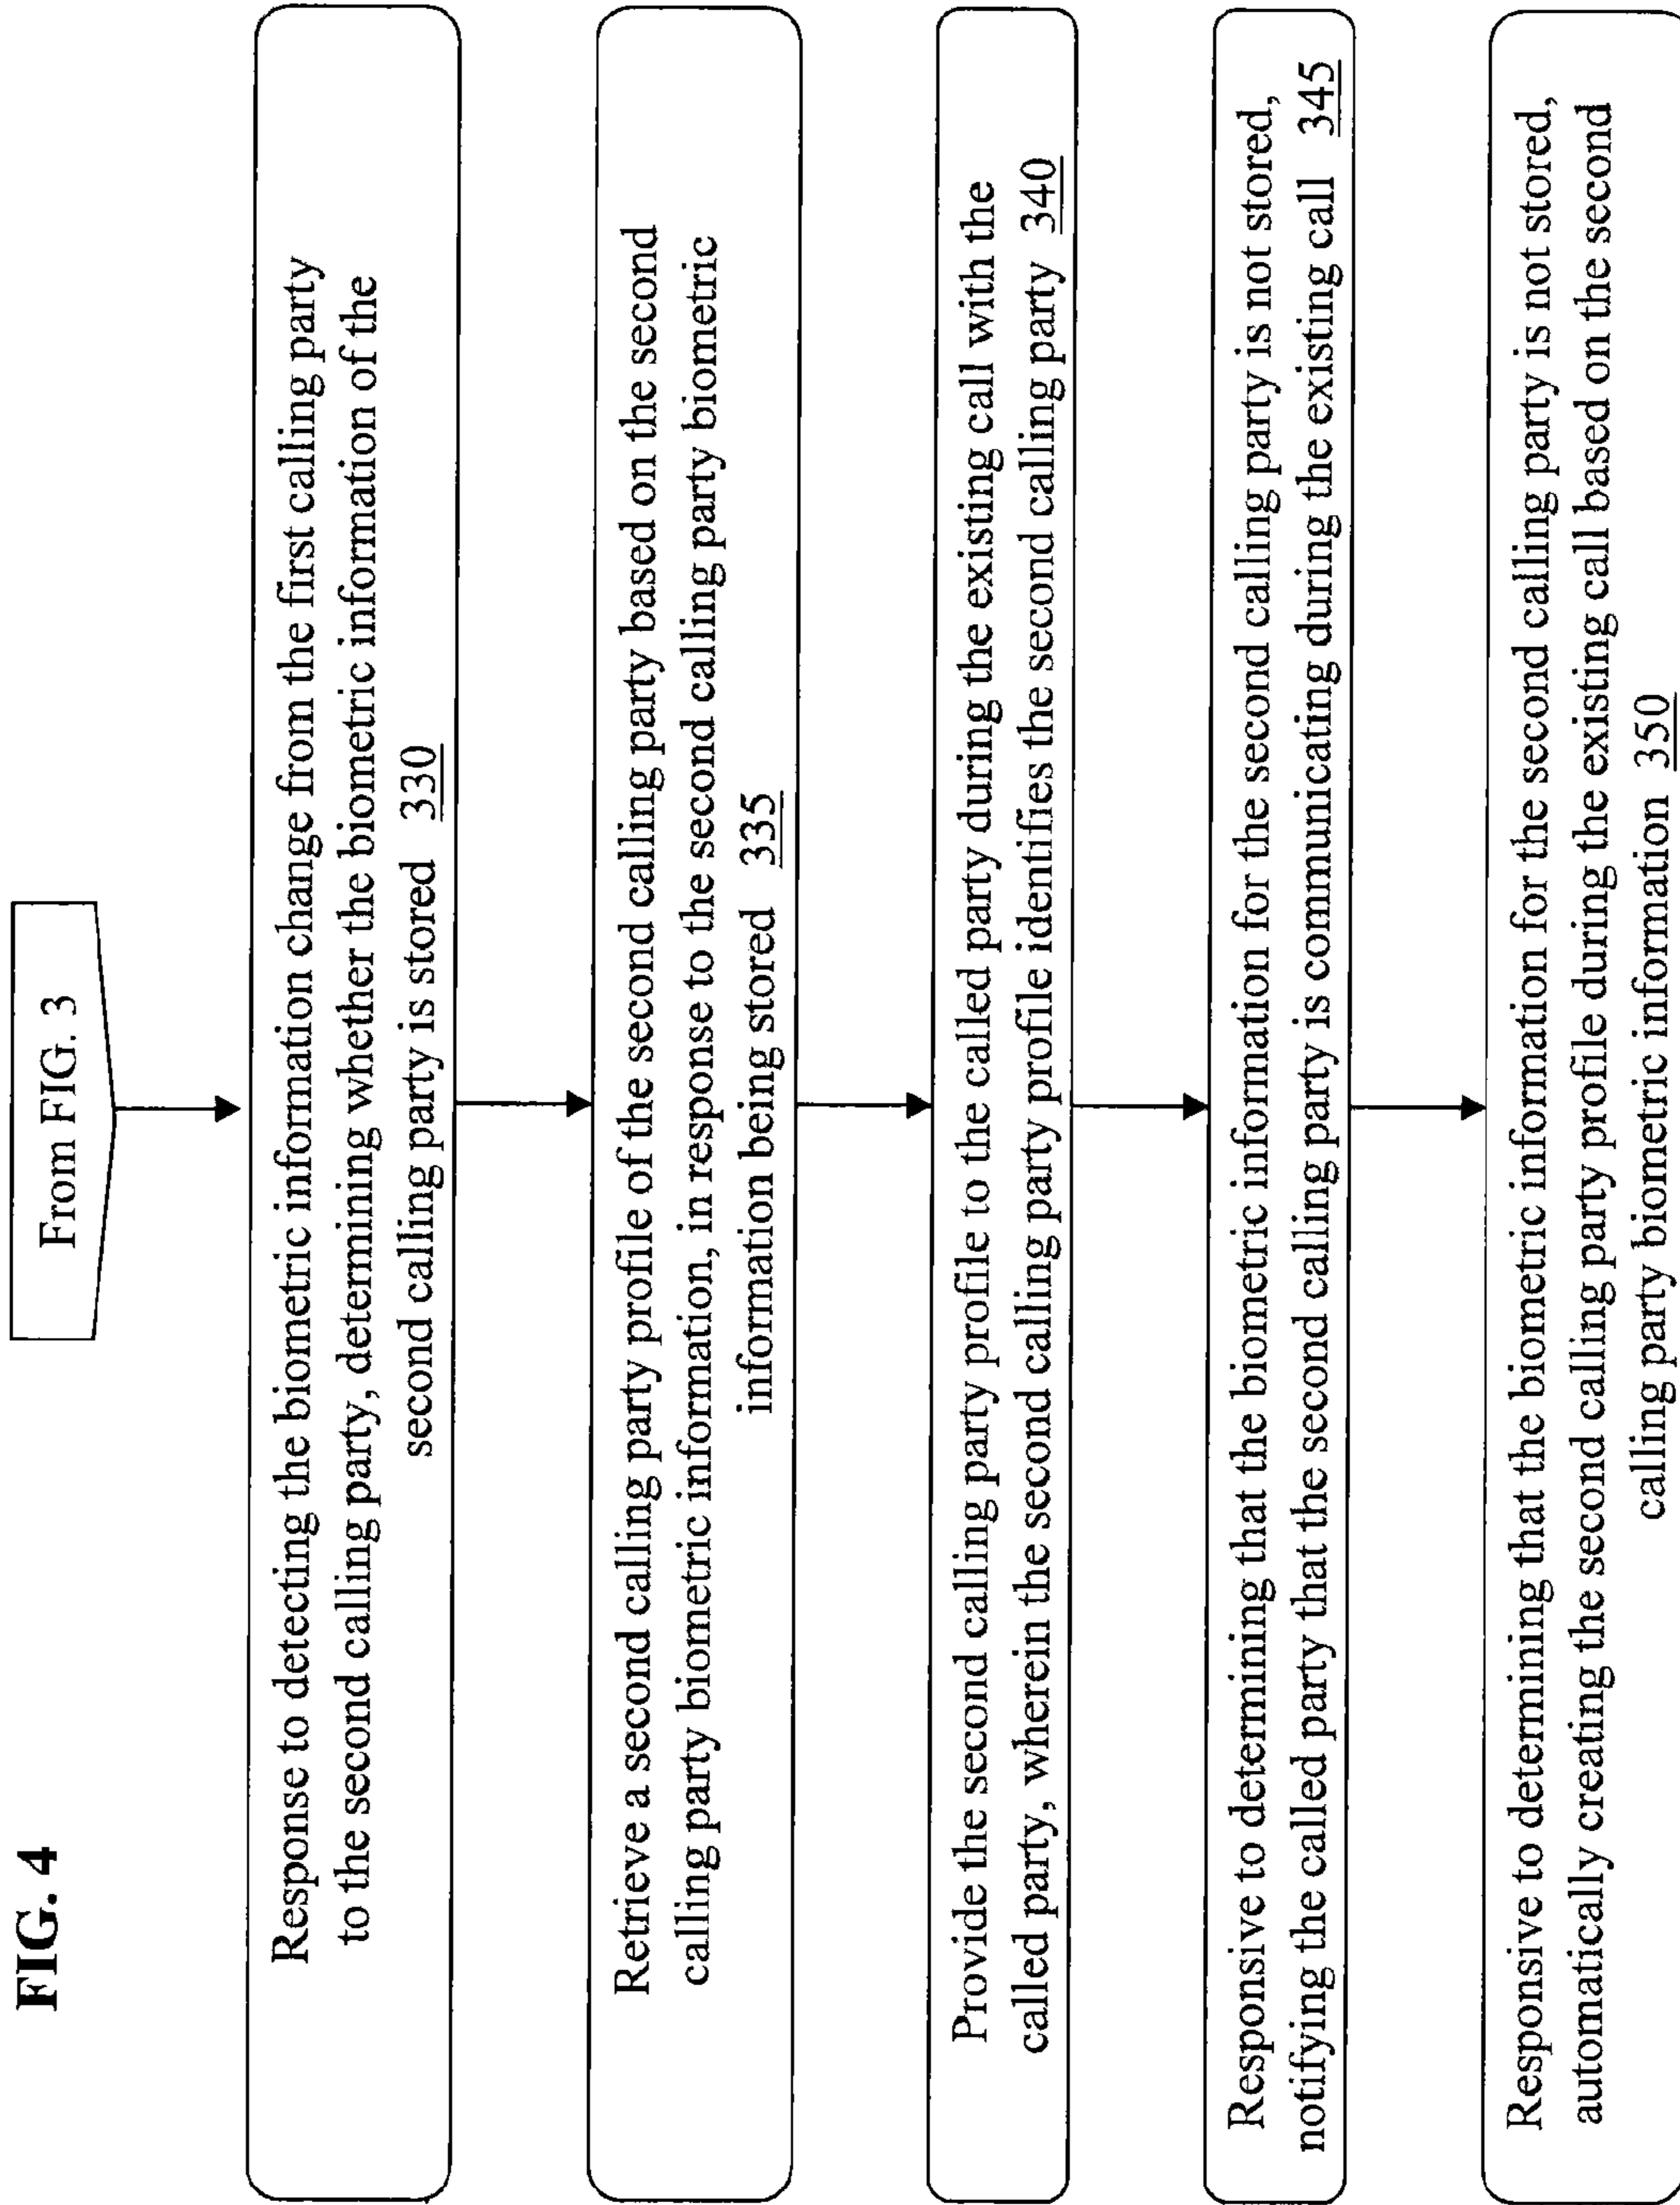 FIG. 4
From FIG. 3
Response to detecting the biometric information change from the first calling party
to the second calling party, determining whether the biometric information of the
second calling party is stored 330
Retrieve a second calling party profile of the second calling party based on the second
calling party biometric information, in response to the second calling party biometric
information being stored 335
Provide the second calling party profile to the called party during the existing call with the
called party, wherein the second calling party profile identifies the second calling party 340
Responsive to determining that the biometric information for the second calling party is not stored,
notifying the called party that the second calling party is communicating during the existing call 345
Responsive to determining that the biometric information for the second calling party is not stored,
automatically creating the second calling party profile during the existing call based on the second
calling party biometric information 350